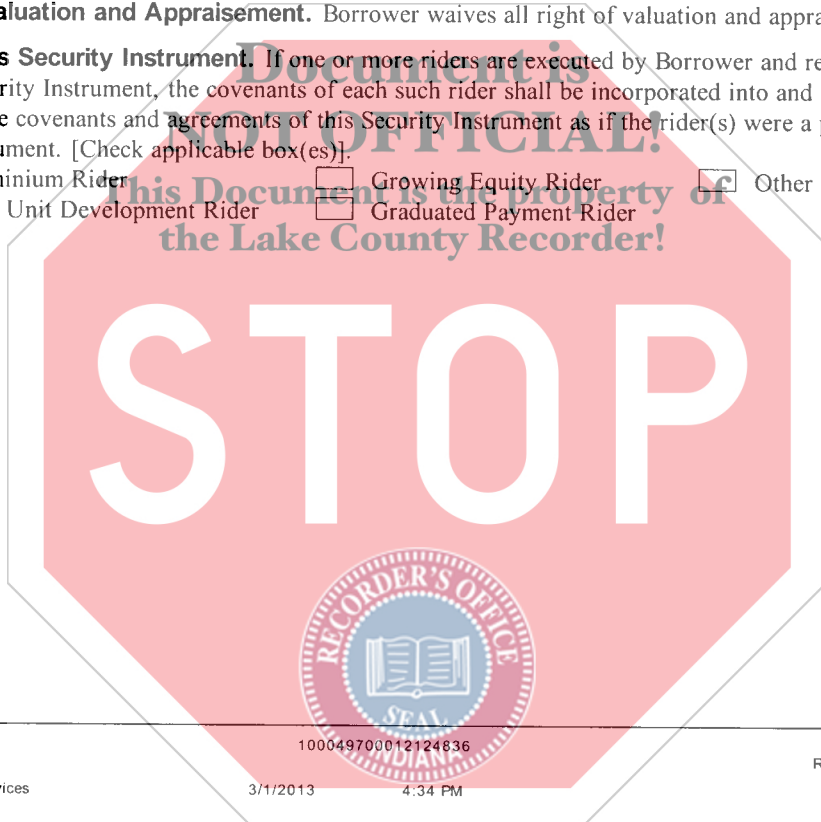 aluation and Appraisement. Borrower waives all right of valuation and appra
s Security Instrument. If one or more riders are executed by Borrower and re
rity Instrument, the covenants of each such rider shall be incorporated into and
e covenants and agreements of this Security Instrument as if the rider(s) were a p
ument. [Check applicable box(es)].
inium Rider Growing Equity Rider Other
Unit Development Rider Graduated Payment Rider
Document is
NOT OFFICIAL!
This Document is the property of
the Lake County Recorder!
STOP
RECORDER'S OFFICE
SEAL
INDIANA
100049700012124836
R
vices 3/1/2013 4:34 PM